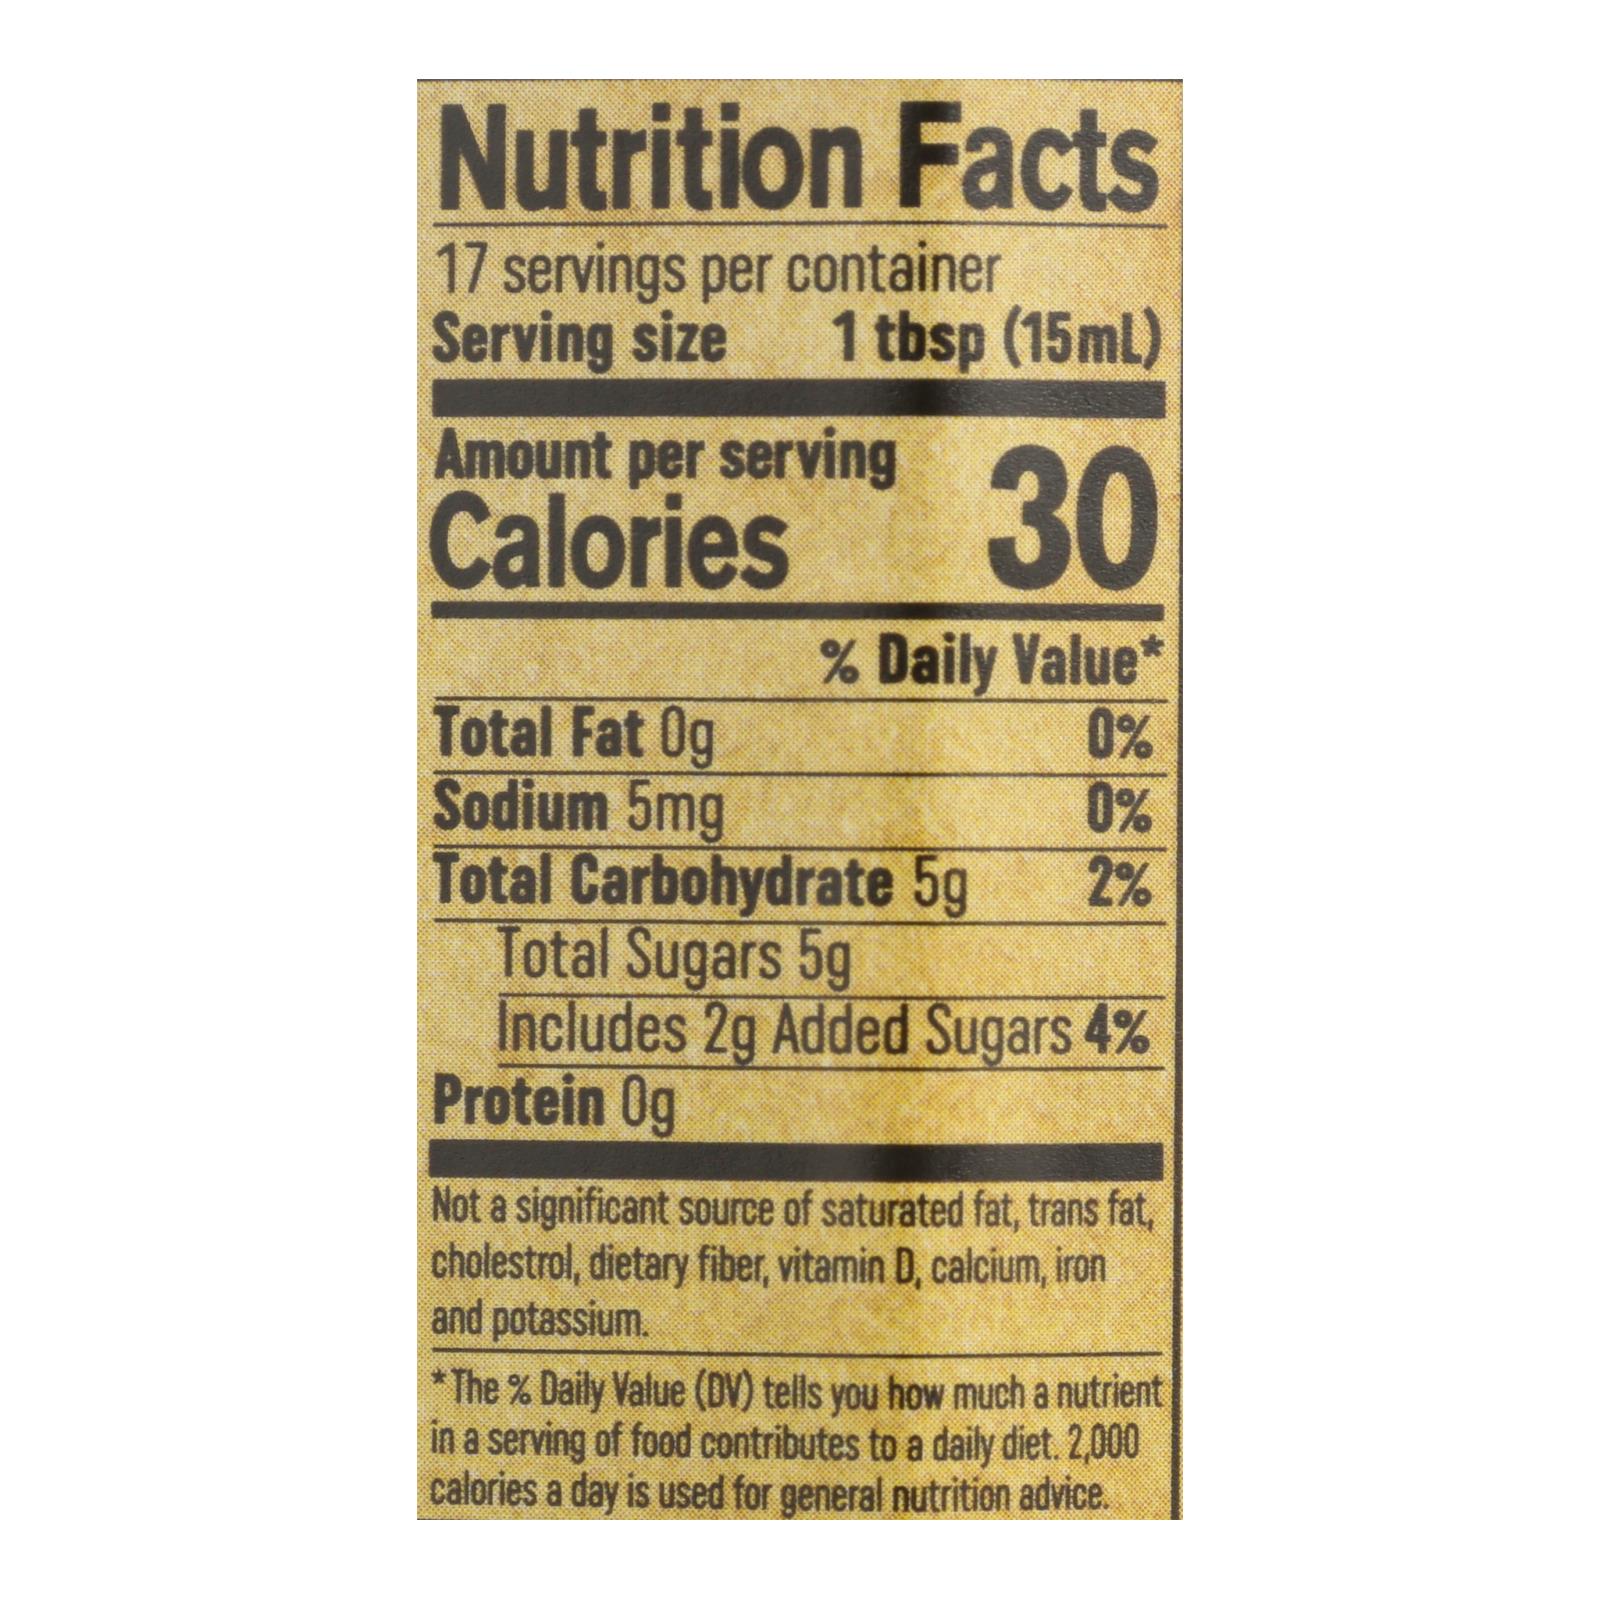 Nutrition Facts
17 servings per container
Serving size 1 tbsp (15mL)
Amount per serving
Calories 30
% Daily Value*
Total Fat 0g 0%
Sodium 5mg 0%
Total Carbohydrate 5g 2%
Total Sugars 5g
Includes 2g Added Sugars 4%
Protein 0g
Not a significant source of saturated fat, trans fat,
cholestrol, dietary fiber, vitamin D, calcium, iron
and potassium.
*The % Daily Value (DV) tells you how much a nutrient
in a serving of food contributes to a daily diet. 2,000
calories a day is used for general nutrition advice.